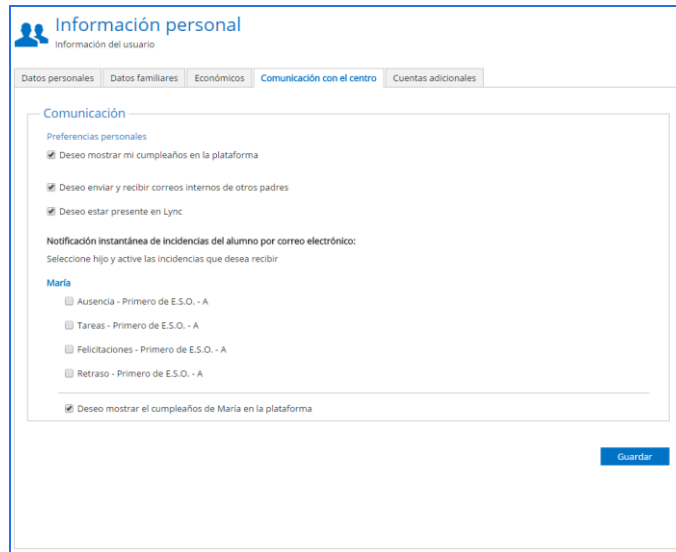 Información personal
Información del usuario
Datos personales Datos familiares Económicos Comunicación con el centro Cuentas adicionales
Comunicación
Preferencias personales
Deseo mostrar mi cumpleaños en la plataforma
Deseo enviar y recibir correos internos de otros padres
Deseo estar presente en Lync
Notificación instantánea de incidencias del alumno por correo electrónico:
Seleccione hijo y active las incidencias que desea recibir
María
Ausencia - Primero de E.S.O. - A
Tareas - Primero de E.S.O. - A
Felicitaciones - Primero de E.S.O. - A
Retraso - Primero de E.S.O. - A
Deseo mostrar el cumpleaños de María en la plataforma
Guardar